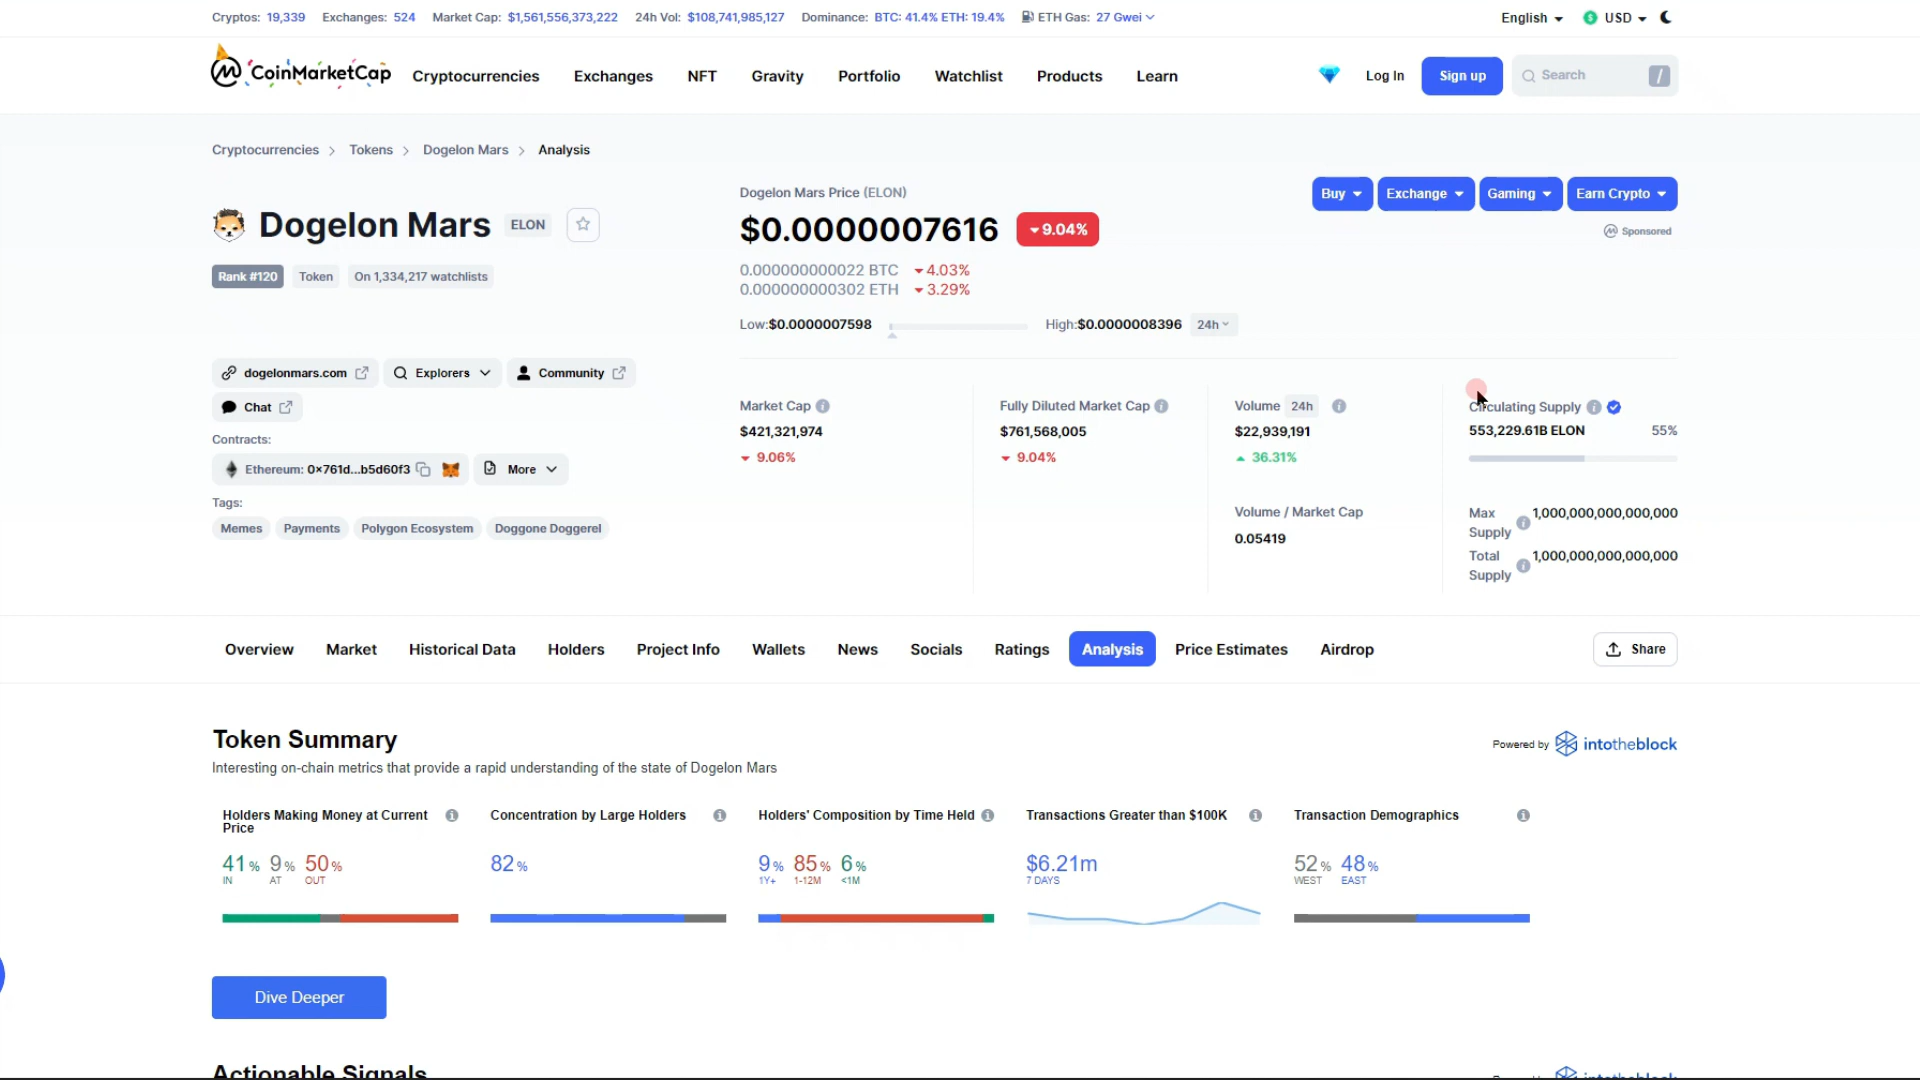 Cryptos: 19,339 Exchanges: 524 Market Cap: $1,561,556,373,222 24h Vol: $108,741,985,127 Dominance: BTC: 41.4% ETH: 19.4% ETH Gas: 27 Gwei
English USD
CoinMarketCap Cryptocurrencies Exchanges NFT Gravity Portfolio Watchlist Products Learn Log In Sign up Search /
Cryptocurrencies > Tokens > Dogelon Mars > Analysis
Dogelon Mars ELON
Rank #120 Token On 1,334,217 watchlists
dogelonmars.com Explorers Community
Chat
Contracts:
Ethereum: 0×761d...b5d60f3 More
Tags:
Memes Payments Polygon Ecosystem Doggone Doggerel
Dogelon Mars Price (ELON)
$0.0000007616 9.04%
0.000000000022 BTC 4.03%
0.000000000302 ETH 3.29%
Low:$0.0000007598 High:$0.0000008396 24h
Buy Exchange Gaming Earn Crypto
Sponsored
Market Cap
$421,321,974
9.06%
Fully Diluted Market Cap
$761,568,005
9.04%
Volume 24h
$22,939,191
36.31%
Volume / Market Cap
0.05419
Circulating Supply
553,229.61B ELON 55%
Max Supply 1,000,000,000,000,000
Total Supply 1,000,000,000,000,000
Overview Market Historical Data Holders Project Info Wallets News Socials Ratings Analysis Price Estimates Airdrop Share
Token Summary
Powered by intotheblock
Interesting on-chain metrics that provide a rapid understanding of the state of Dogelon Mars
Holders Making Money at Current Price
41% 9% 50%
IN AT OUT
Concentration by Large Holders
82%
Holders' Composition by Time Held
9% 85% 6%
1Y+ 1-12M <1M
Transactions Greater than $100K
$6.21m
7 DAYS
Transaction Demographics
52% 48%
WEST EAST
Dive Deeper
Actionable Signals
intotheblock